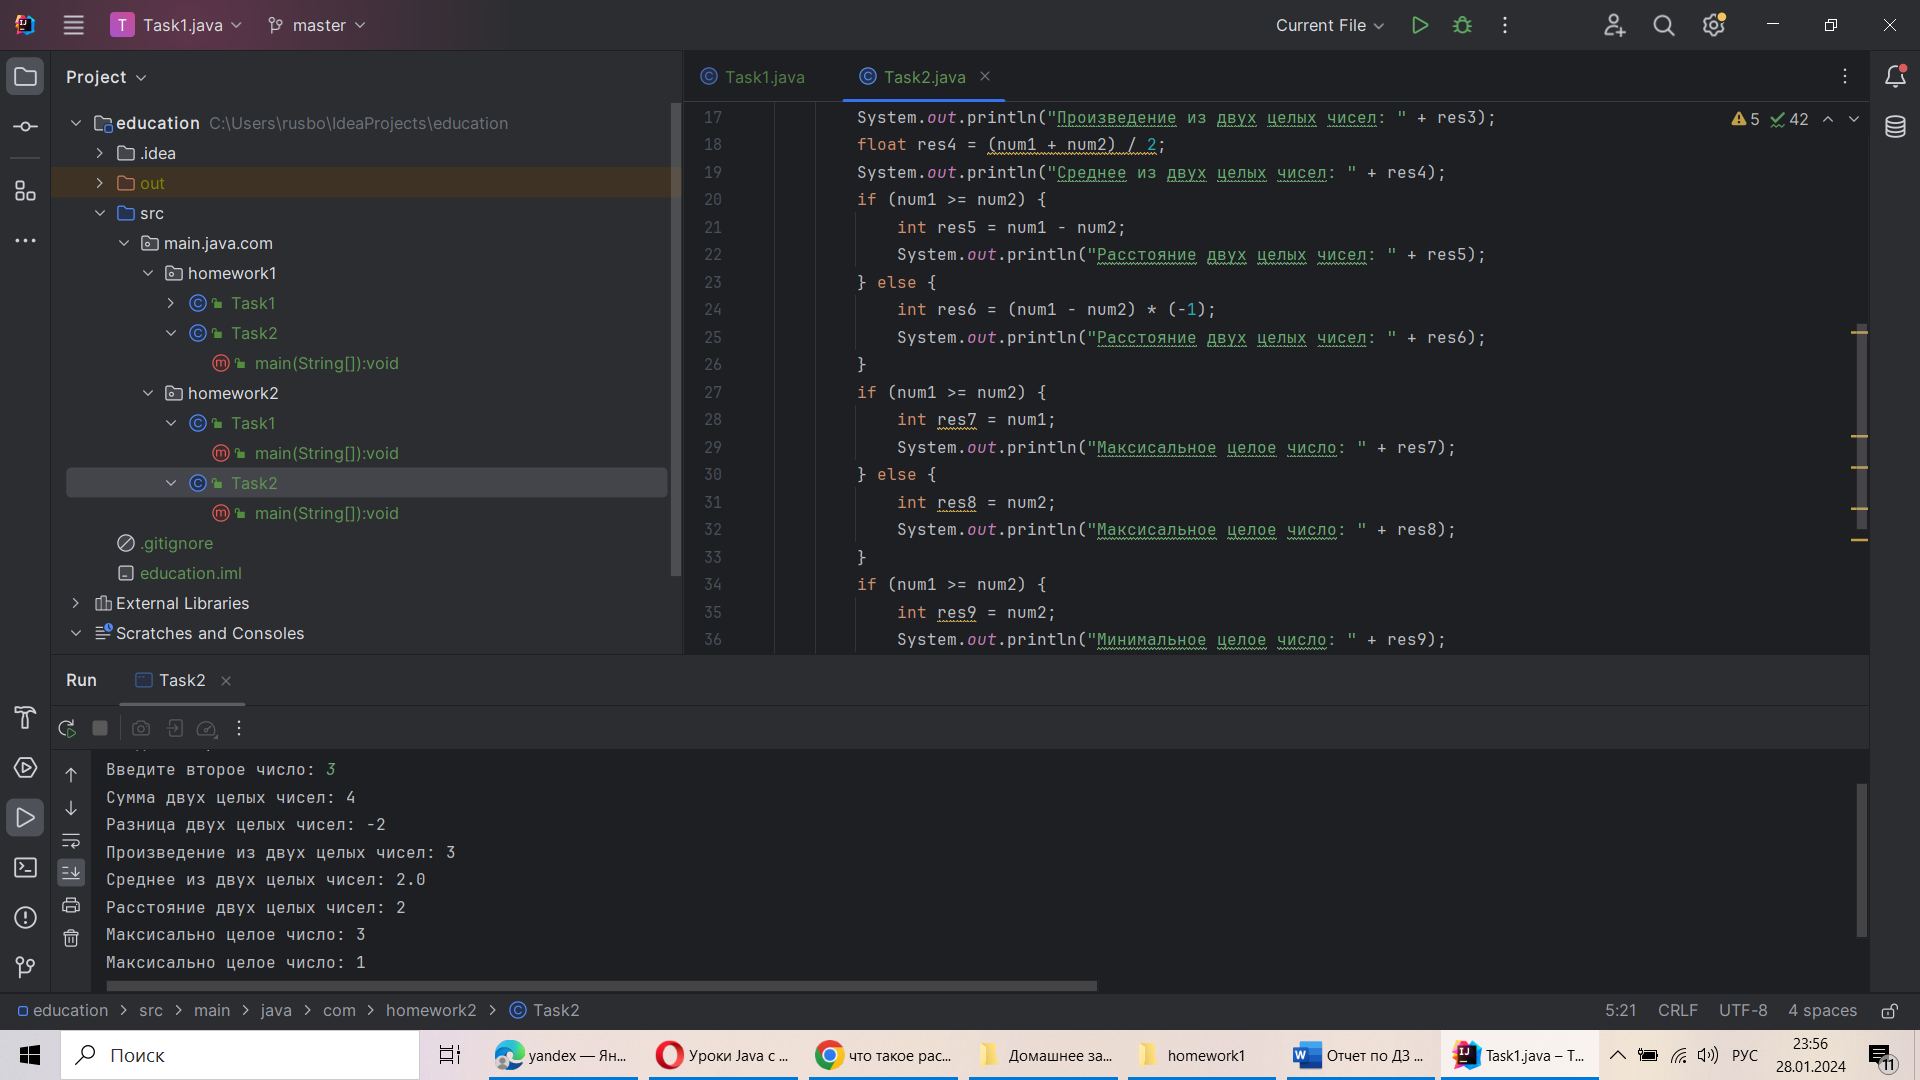 T Task1.java master Current File
Project
Task1.java Task2.java
education C:\Users\rusbo\IdeaProjects\education
.idea
out
src
main.java.com
homework1
Task1
Task2
main(String[]):void
homework2
Task1
main(String[]):void
Task2
main(String[]):void
.gitignore
education.iml
External Libraries
Scratches and Consoles
5 42
17 System.out.println("Произведение из двух целых чисел: " + res3);
18 float res4 = (num1 + num2) / 2;
19 System.out.println("Среднее из двух целых чисел: " + res4);
20 if (num1 >= num2) {
21 int res5 = num1 - num2;
22 System.out.println("Расстояние двух целых чисел: " + res5);
23 } else {
24 int res6 = (num1 - num2) * (-1);
25 System.out.println("Расстояние двух целых чисел: " + res6);
26 }
27 if (num1 >= num2) {
28 int res7 = num1;
29 System.out.println("Максисальное целое число: " + res7);
30 } else {
31 int res8 = num2;
32 System.out.println("Максисальное целое число: " + res8);
33 }
34 if (num1 >= num2) {
35 int res9 = num2;
36 System.out.println("Минимальное целое число: " + res9);
Run Task2
Введите второе число: 3
Сумма двух целых чисел: 4
Разница двух целых чисел: -2
Произведение из двух целых чисел: 3
Среднее из двух целых чисел: 2.0
Расстояние двух целых чисел: 2
Максисально целое число: 3
Максисально целое число: 1
education > src > main > java > com > homework2 > Task2
5:21 CRLF UTF-8 4 spaces
Поиск
yandex — Ян...
Уроки Java с ...
что такое рас...
Домашнее за...
homework1
Отчет по ДЗ ...
Task1.java – T...
РУС
23:56
28.01.2024
11